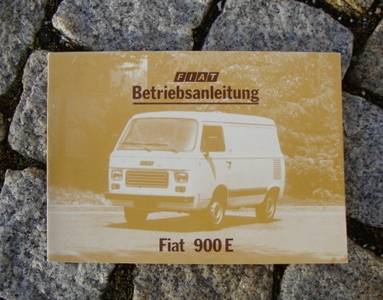 FIAT
Betriebsanleitung
Fiat 900 E